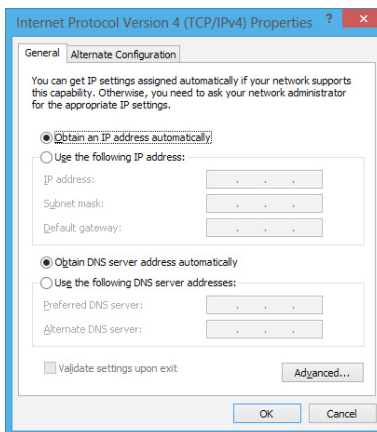 Internet Protocol Version 4 (TCP/IPv4) Properties ? ×
General Alternate Configuration
You can get IP settings assigned automatically if your network supports
this capability. Otherwise, you need to ask your network administrator
for the appropriate IP settings.
Obtain an IP address automatically
Use the following IP address:
IP address:
Subnet mask:
Default gateway:
Obtain DNS server address automatically
Use the following DNS server addresses:
Preferred DNS server:
Alternate DNS server:
Validate settings upon exit
Advanced...
OK Cancel